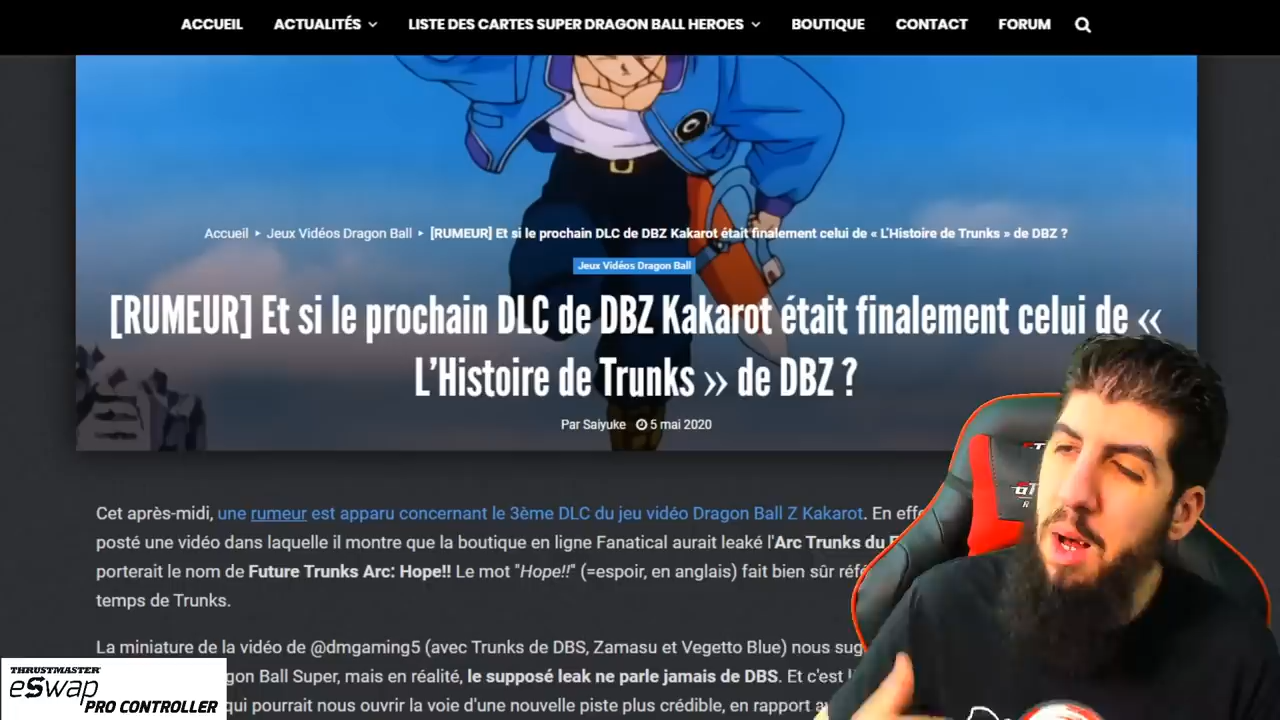 ACCUEIL ACTUALITÉS LISTE DES CARTES SUPER DRAGON BALL HEROES BOUTIQUE CONTACT FORUM
Accueil ▸ Jeux Vidéos Dragon Ball ▸ [RUMEUR] Et si le prochain DLC de DBZ Kakarot était finalement celui de « L'Histoire de Trunks » de DBZ ?
Jeux Vidéos Dragon Ball
[RUMEUR] Et si le prochain DLC de DBZ Kakarot était finalement celui de «
L'Histoire de Trunks » de DBZ ?
Par Saiyuke 5 mai 2020
Cet après-midi, une rumeur est apparu concernant le 3ème DLC du jeu vidéo Dragon Ball Z Kakarot. En
posté une vidéo dans laquelle il montre que la boutique en ligne Fanatical aurait leaké l'Arc Trunks du
porterait le nom de Future Trunks Arc: Hope!! Le mot "Hope!!" (=espoir, en anglais) fait bien sûr
temps de Trunks.
La miniature de la vidéo de @dmgaming5 (avec Trunks de DBS, Zamasu et Vegetto Blue) nous
Ball Super, mais en réalité, le supposé leak ne parle jamais de DBS. Et c'est
qui pourrait nous ouvrir la voie d'une nouvelle piste plus crédible, en rapport
THRUSTMASTER
eSwap
PRO CONTROLLER